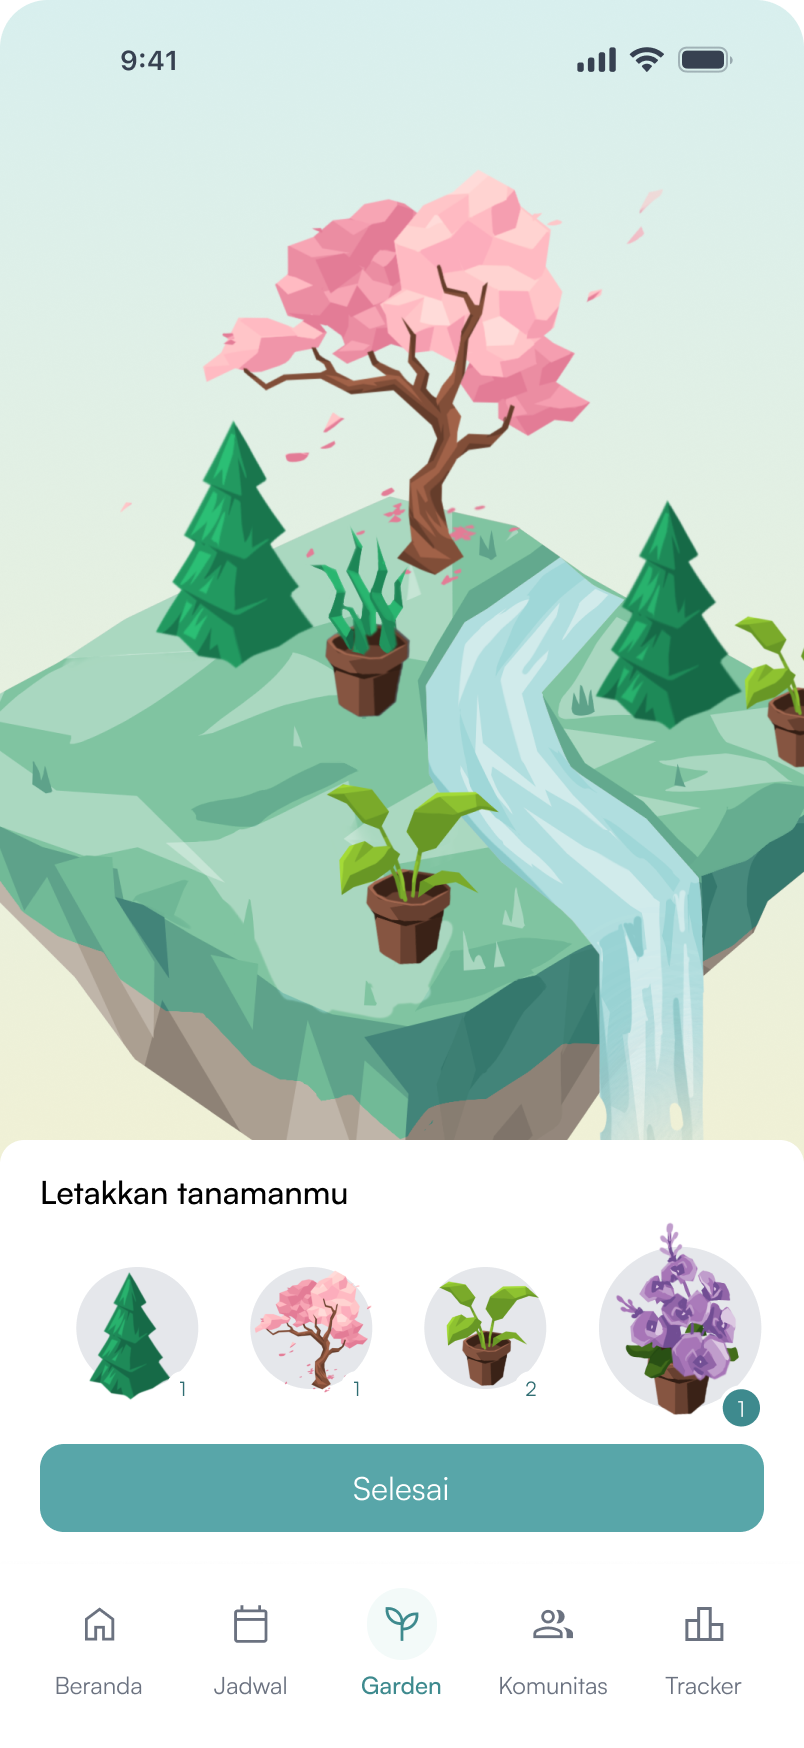 9:41
Letakkan tanamanmu
1
1
2
1
Selesai
Beranda
Jadwal
Garden
Komunitas
Tracker